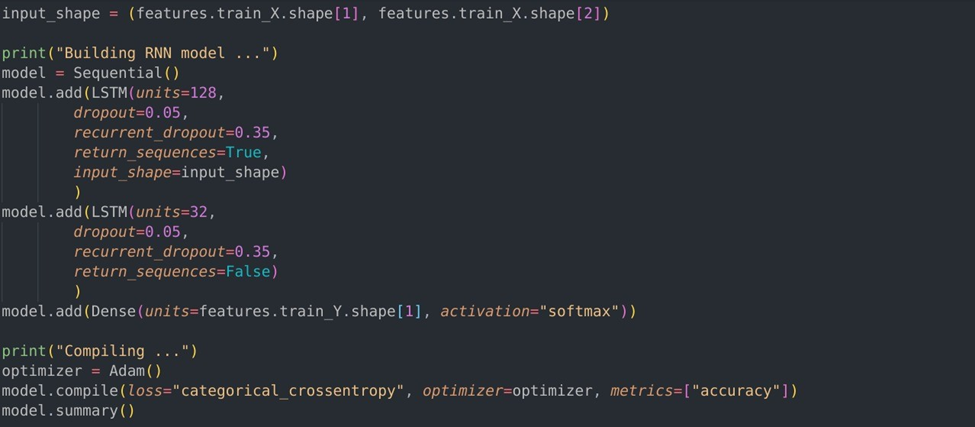 input_shape = (features.train_X.shape[1], features.train_X.shape[2])
print("Building RNN model ...")
model = Sequential()
model.add(LSTM(units=128,
dropout=0.05,
recurrent_dropout=0.35,
return_sequences=True,
input_shape=input_shape)
)
model.add(LSTM(units=32,
dropout=0.05,
recurrent_dropout=0.35,
return_sequences=False)
)
model.add(Dense(units=features.train_Y.shape[1], activation="softmax"))
print("Compiling ...")
optimizer = Adam()
model.compile(loss="categorical_crossentropy", optimizer=optimizer, metrics=["accuracy"])
model.summary()